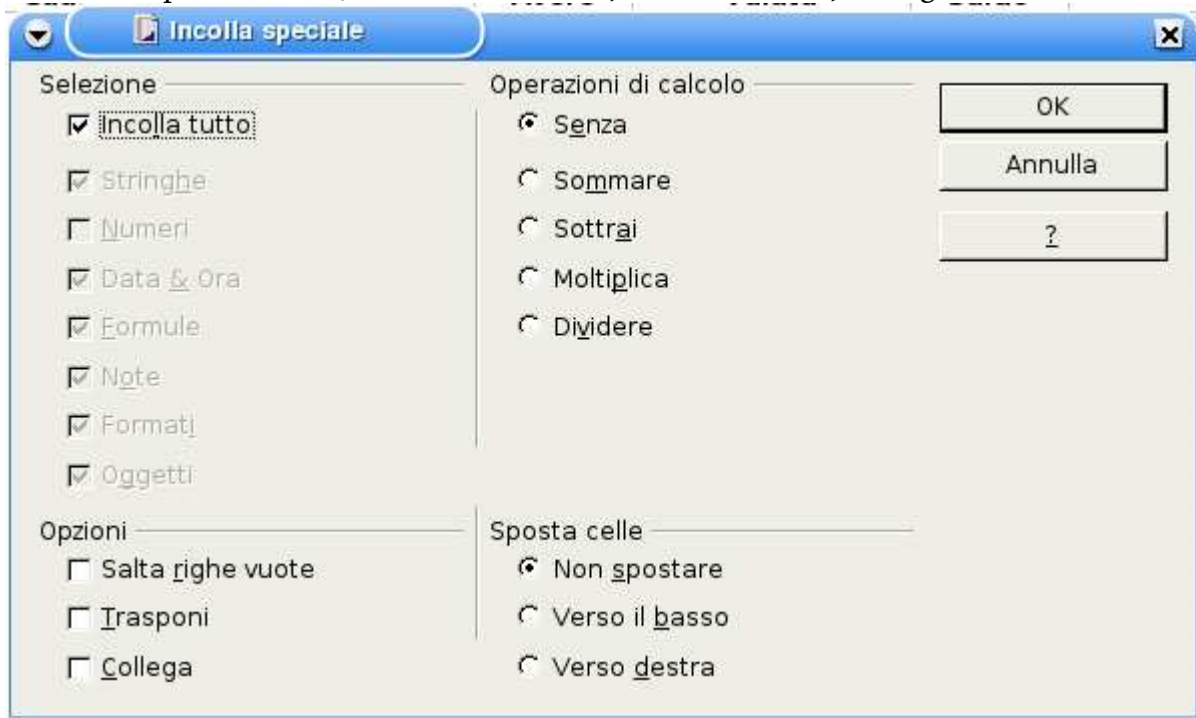 Incolla speciale
Selezione
Incolla tutto
Stringhe
Numeri
Data & Ora
Formule
Note
Formati
Oggetti
Operazioni di calcolo
Senza
Sommare
Sottrai
Moltiplica
Dividere
OK
Annulla
?
Opzioni
Salta righe vuote
Trasponi
Collega
Sposta celle
Non spostare
Verso il basso
Verso destra